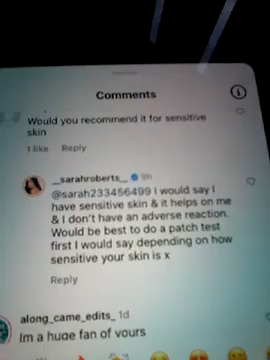 Comments
Would you recommend it for sensitive
skin
1 like Reply
__sarahroberts__ 9h
@sarah233456499 I would say I
have sensitive skin & it helps on me
& I don't have an adverse reaction.
Would be best to do a patch test
first I would say depending on how
sensitive your skin is x
Reply
along_came_edits_ 1d
Im a huge fan of yours